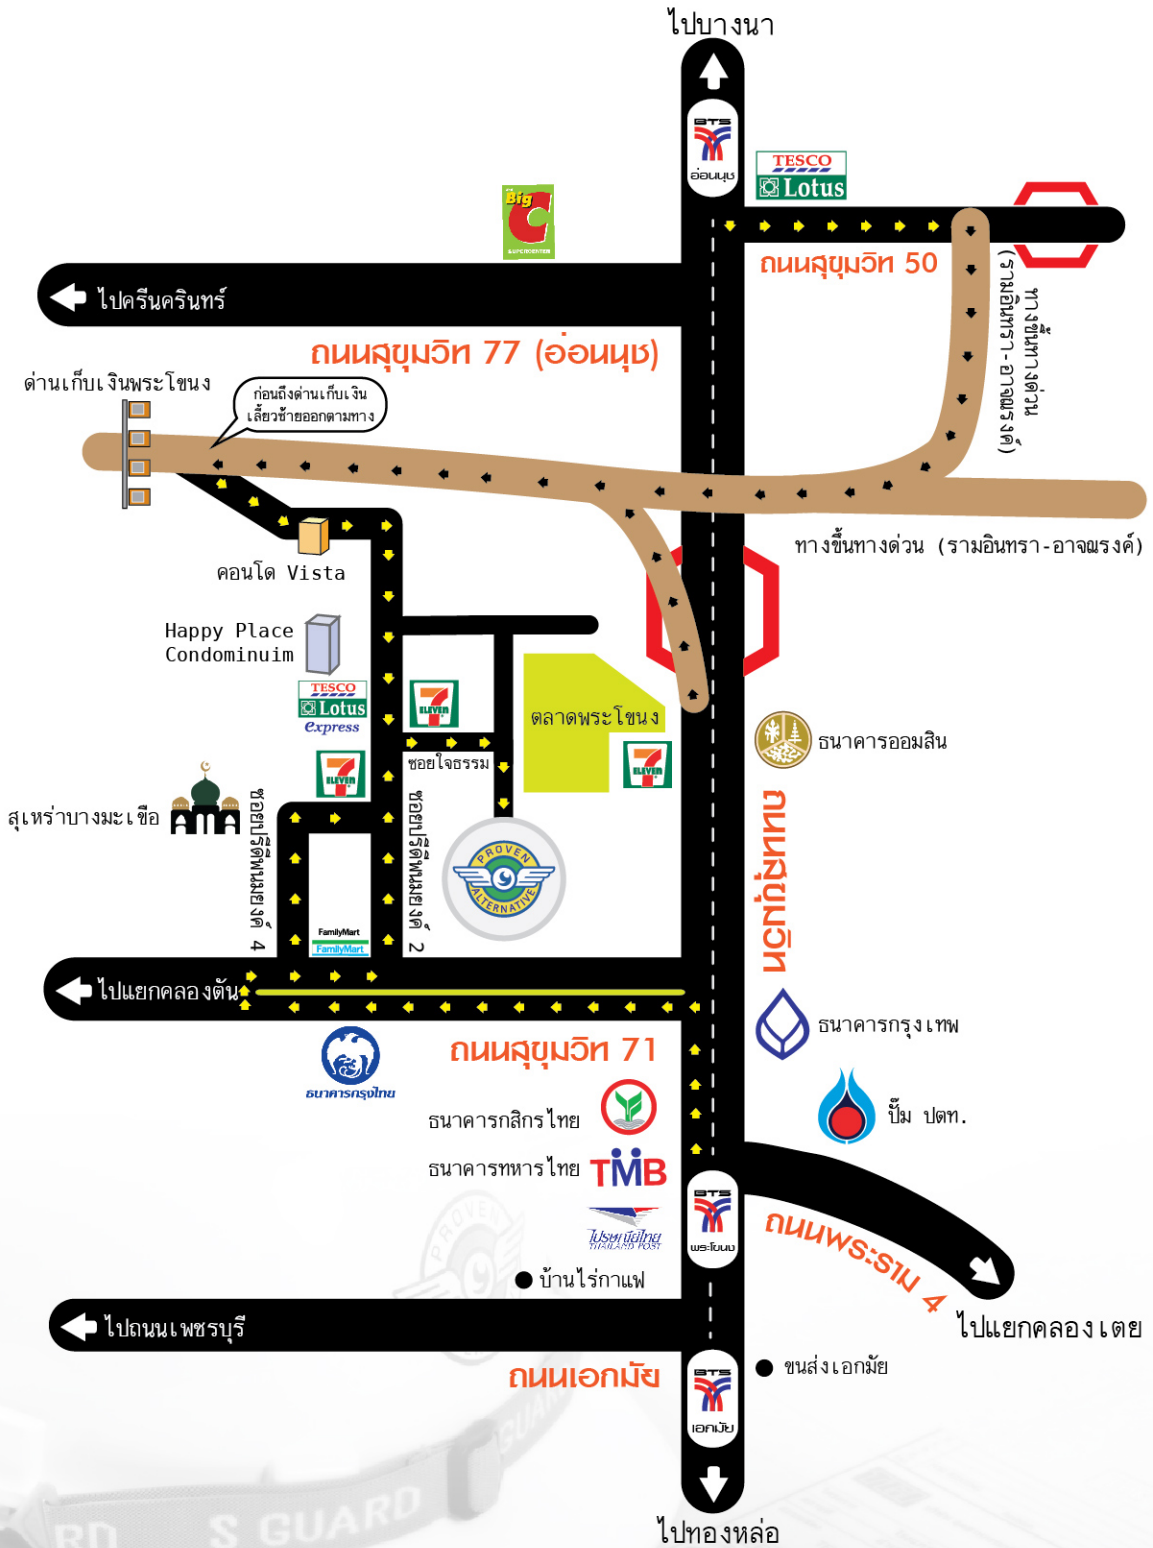 ไปบางนา
BTS
อ่อนนุช
TESCO
Lotus
Big
C
SUPERCENTER
ถนนสุขุมวิท 50
ไปศรีนครินทร์
ทางขึ้นทางด่วน
(รามอินทรา-อาจณรงค์)
ถนนสุขุมวิท 77 (อ่อนนุช)
ด่านเก็บเงินพระโขนง
ก่อนถึงด่านเก็บเงิน
เลี้ยวซ้ายออกตามทาง
ทางขึ้นทางด่วน (รามอินทรา-อาจณรงค์)
คอนโด Vista
Happy Place
Condominuim
TESCO
Lotus
express
7
ELEVEN
ตลาดพระโขนง
ธนาคารออมสิน
7
ELEVEN
ซอยใจธรรม
7
ELEVEN
สุเหร่าบางมะเขือ
ซอยปรีดีพนมยงค์ 4
ซอยปรีดีพนมยงค์ 2
PROVEN
ALTERNATIVE
ถนนสุขุมวิท
FamilyMart
FamilyMart
ไปแยกคลองตัน
ธนาคารกรุงเทพ
ถนนสุขุมวิท 71
ธนาคารกรุงไทย
ธนาคารกสิกรไทย
ปั๊ม ปตท.
ธนาคารทหารไทย
TMB
BTS
พระโขนง
ไปรษณีย์ไทย
THAILAND POST
ถนนพระราม 4
บ้านไร่กาแฟ
ไปถนนเพชรบุรี
ไปแยกคลองเตย
ถนนเอกมัย
ขนส่งเอกมัย
BTS
เอกมัย
ไปทองหล่อ
PROVEN
S GUARD
GUARD
RD